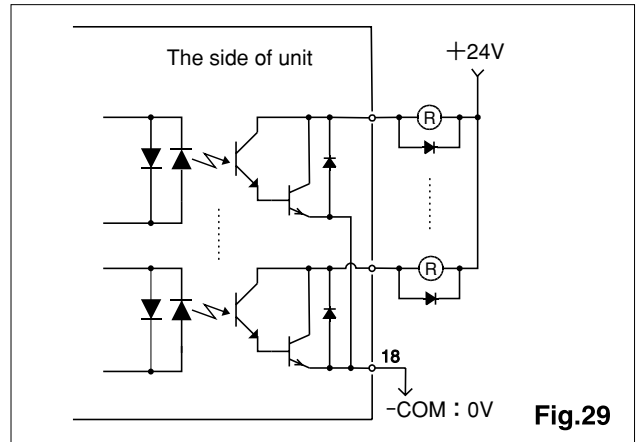 The side of unit
+24V
R
R
18
-COM : 0V
Fig.29